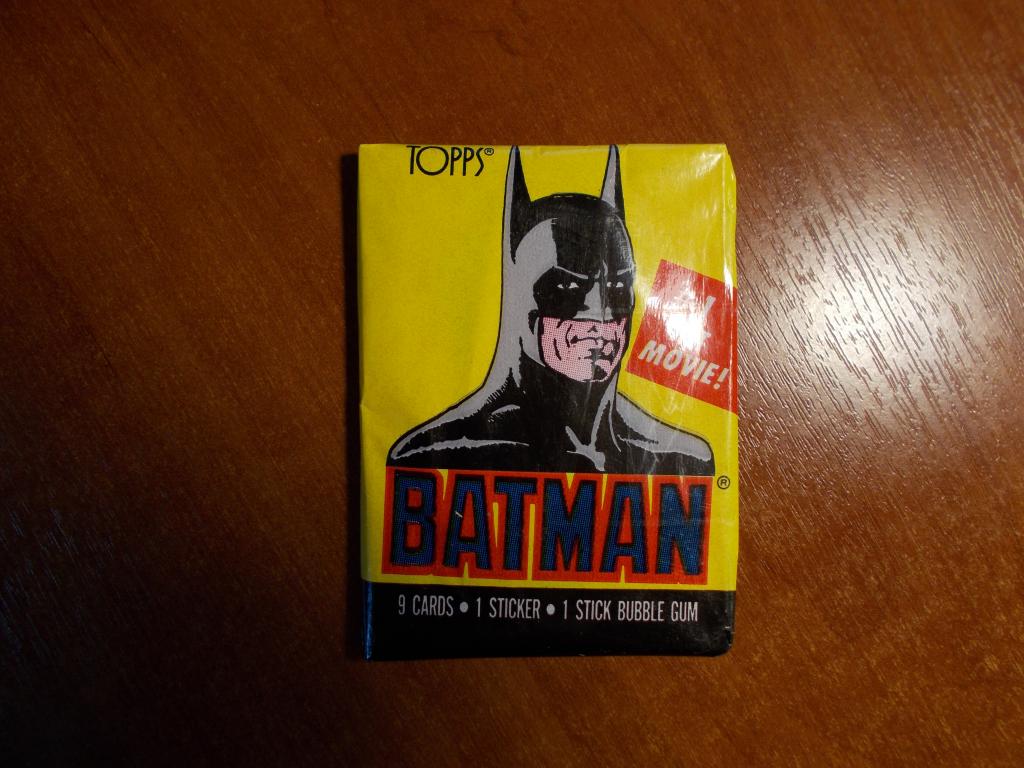 TOPPS®
MOVIE!
BATMAN®
9 CARDS • 1 STICKER • 1 STICK BUBBLE GUM